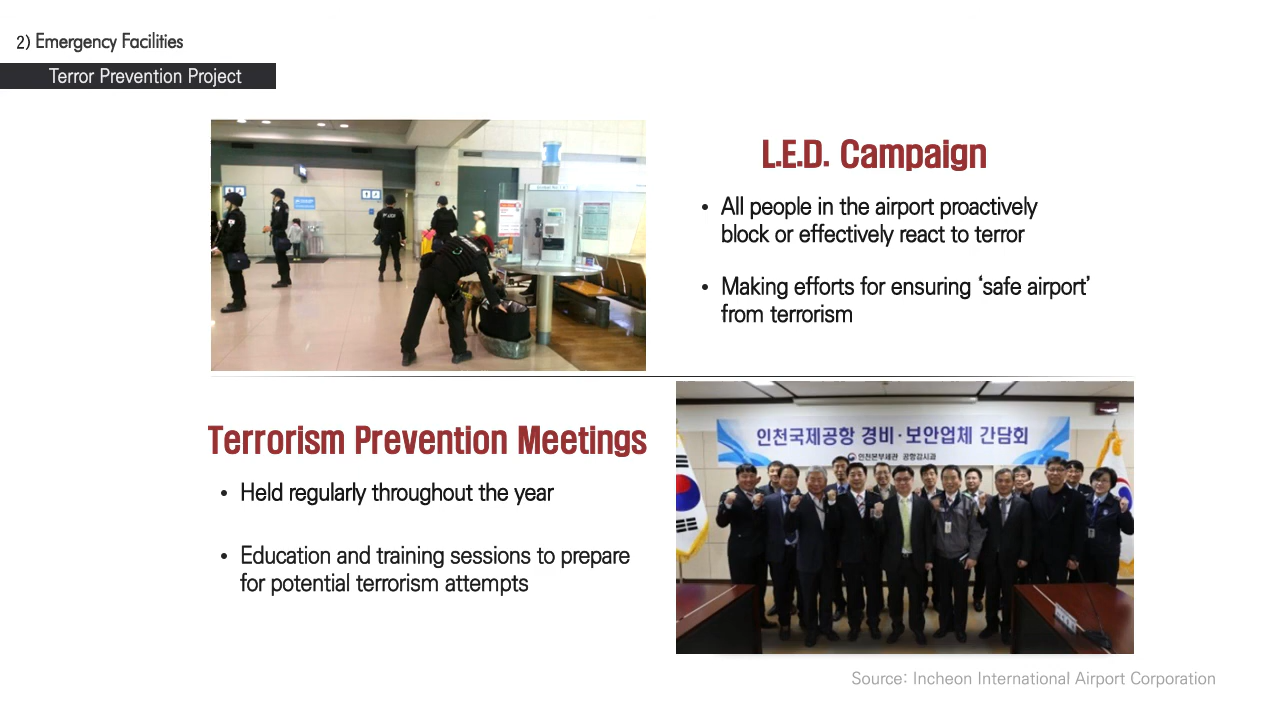 2) Emergency Facilities
Terror Prevention Project
L.E.D. Campaign
• All people in the airport proactively
block or effectively react to terror
• Making efforts for ensuring ‘safe airport’
from terrorism
Terrorism Prevention Meetings
• Held regularly throughout the year
• Education and training sessions to prepare
for potential terrorism attempts
인천국제공항 경비·보안업체 간담회
인천본부세관 공항감시과
Source: Incheon International Airport Corporation